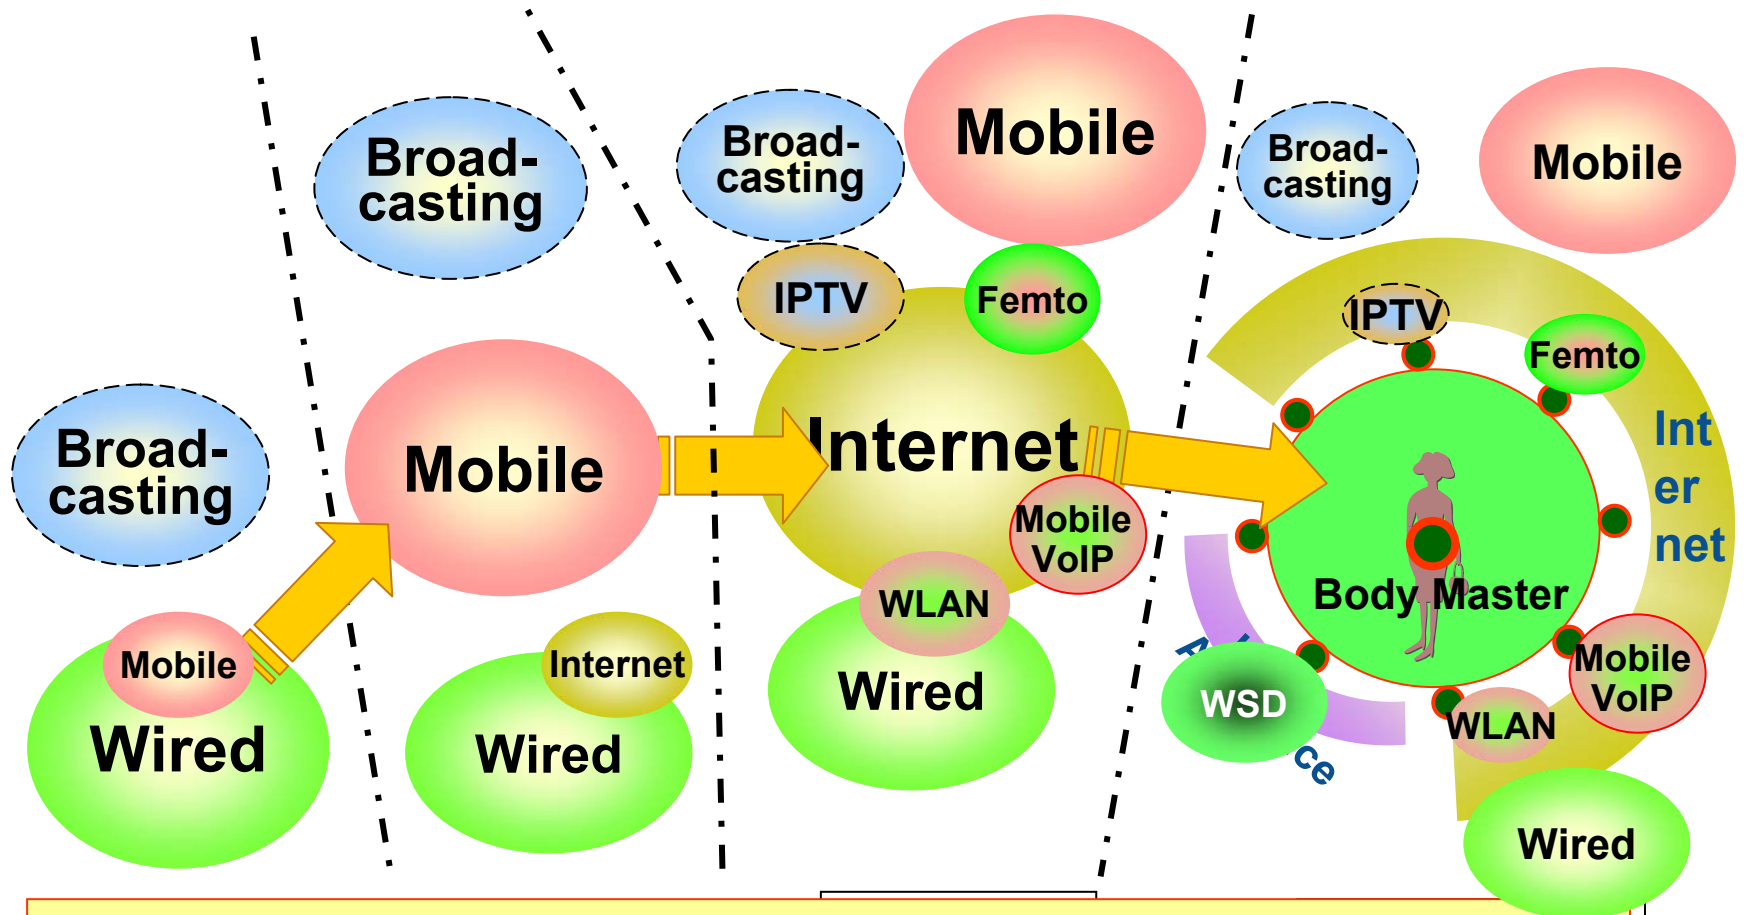 Broad-
casting
Mobile
Wired
Broad-
casting
Mobile
Internet
Wired
Broad-
casting
Mobile
IPTV
Femto
Internet
Mobile
VoIP
WLAN
Wired
Broad-
casting
Mobile
IPTV
Femto
Int
er
net
Body Master
Mobile
VoIP
WSD
WLAN
Wired